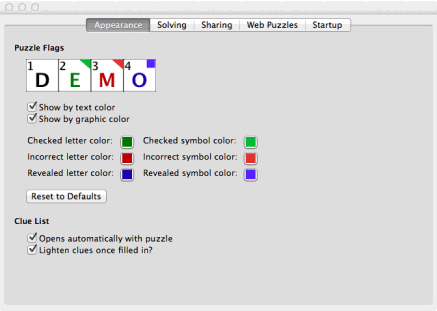 Appearance Solving Sharing Web Puzzles Startup
Puzzle Flags
1 2 3 4
D E M O
Show by text color
Show by graphic color
Checked letter color: Checked symbol color:
Incorrect letter color: Incorrect symbol color:
Revealed letter color: Revealed symbol color:
Reset to Defaults
Clue List
Opens automatically with puzzle
Lighten clues once filled in?